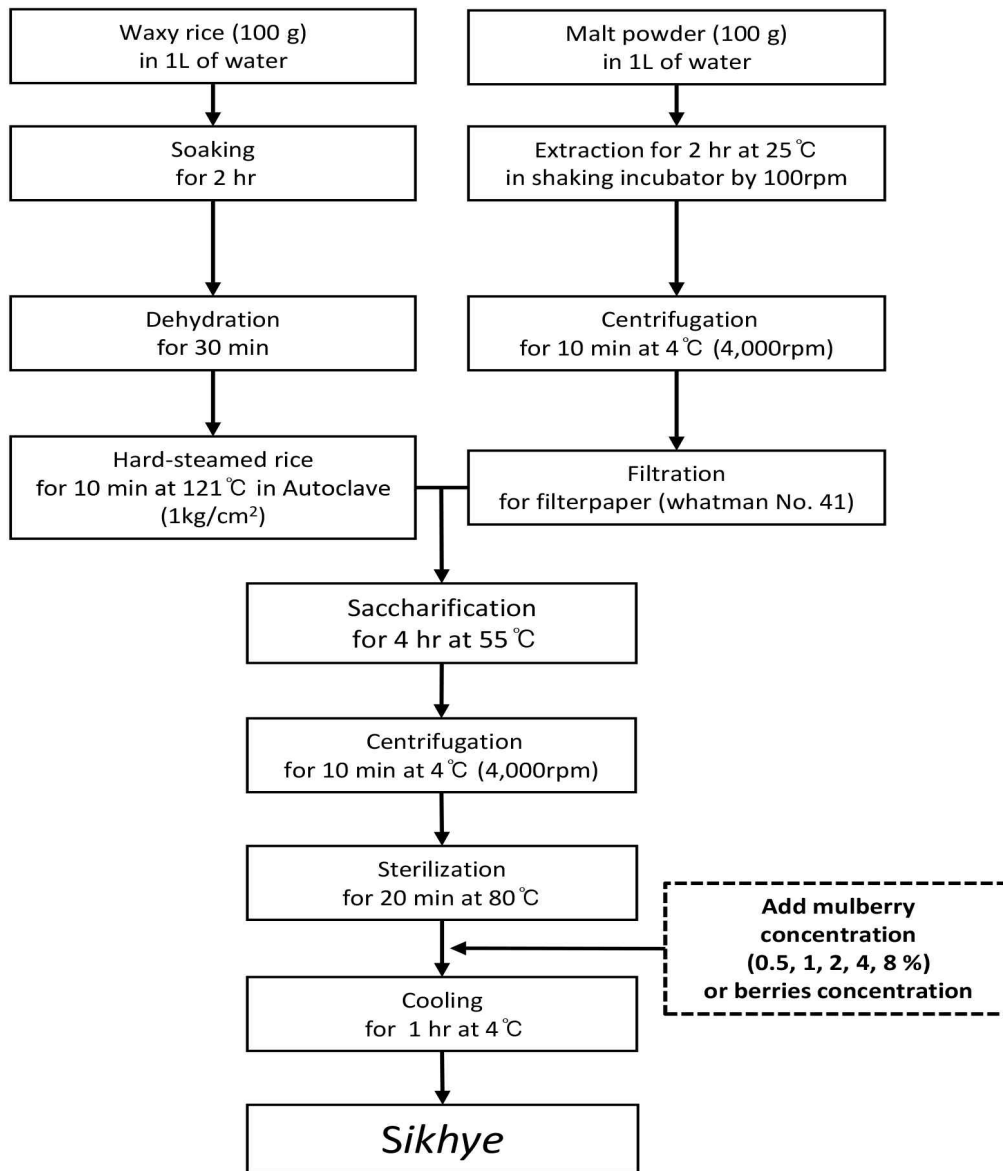 Waxy rice (100 g)
in 1L of water
Malt powder (100 g)
in 1L of water
Soaking
for 2 hr
Extraction for 2 hr at 25℃
in shaking incubator by 100rpm
Dehydration
for 30 min
Centrifugation
for 10 min at 4℃ (4,000rpm)
Hard-steamed rice
for 10 min at 121℃ in Autoclave
(1kg/cm²)
Filtration
for filterpaper (whatman No. 41)
Saccharification
for 4 hr at 55℃
Centrifugation
for 10 min at 4℃ (4,000rpm)
Sterilization
for 20 min at 80℃
Add mulberry
concentration
(0.5, 1, 2, 4, 8 %)
or berries concentration
Cooling
for 1 hr at 4℃
Sikhye